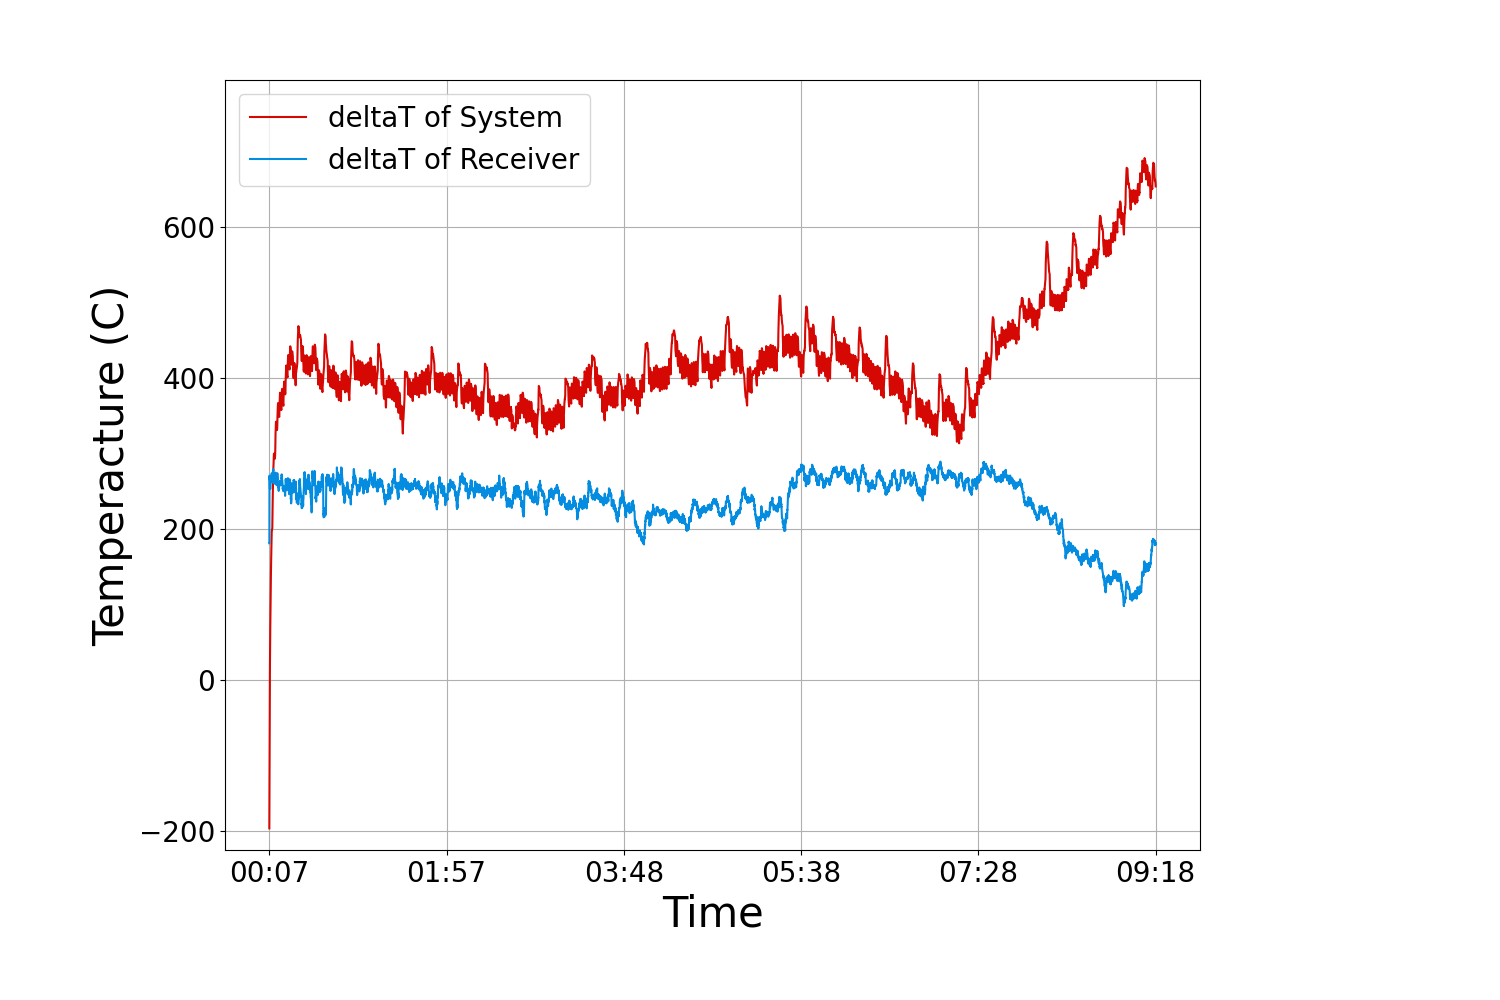 deltaT of System
deltaT of Receiver
600
400
200
0
−200
Temperacture (C)
00:07 01:57 03:48 05:38 07:28 09:18
Time